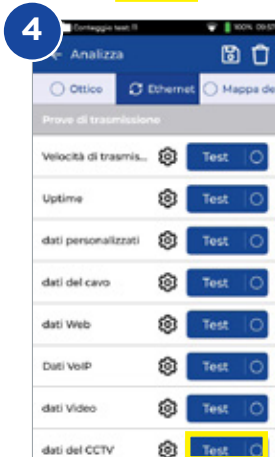 4
Conteggio test: 11 100% 09:57
← Analizza
Ottico Ethernet Mappa de
Prove di trasmissione
Velocità di trasmis... Test
Uptime Test
dati personalizzati Test
dati del cavo Test
dati Web Test
Dati VoIP Test
dati Video Test
dati del CCTV Test